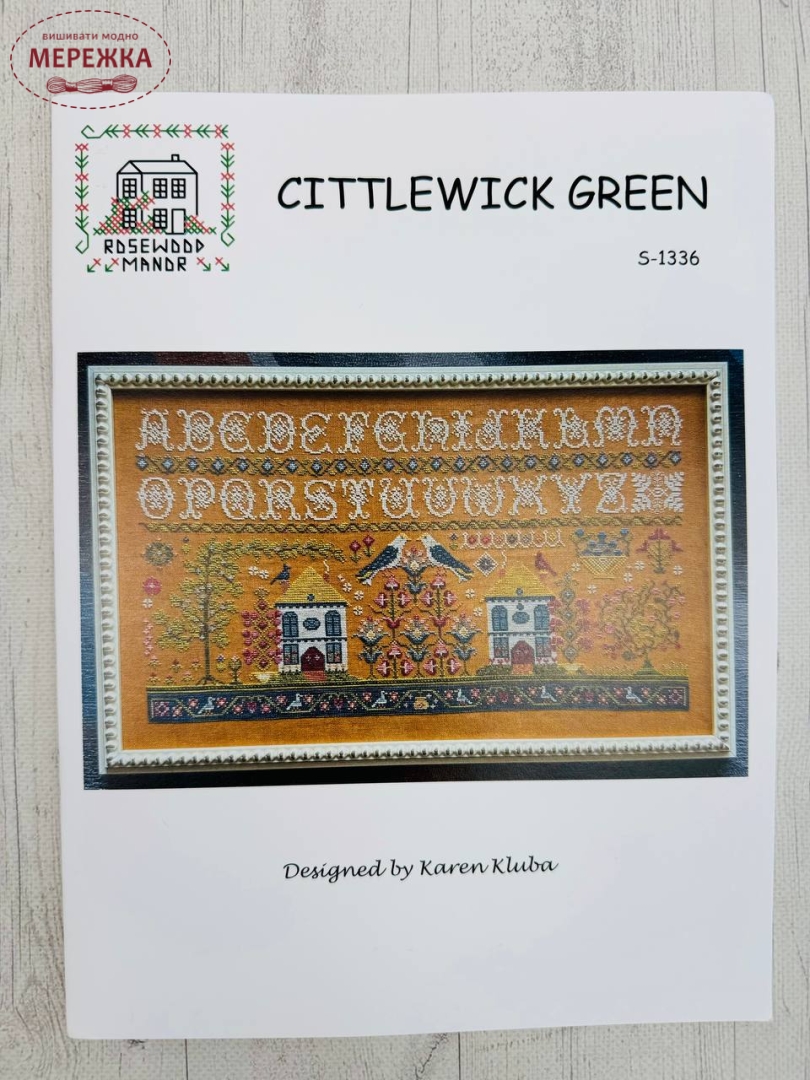 вишивати модно
МЕРЕЖКА
ROSEWOOD
MANOR
CITTLEWICK GREEN
S-1336
ABCDEFGHIJKLMN
OPQRSTUVWXYZ
Designed by Karen Kluba